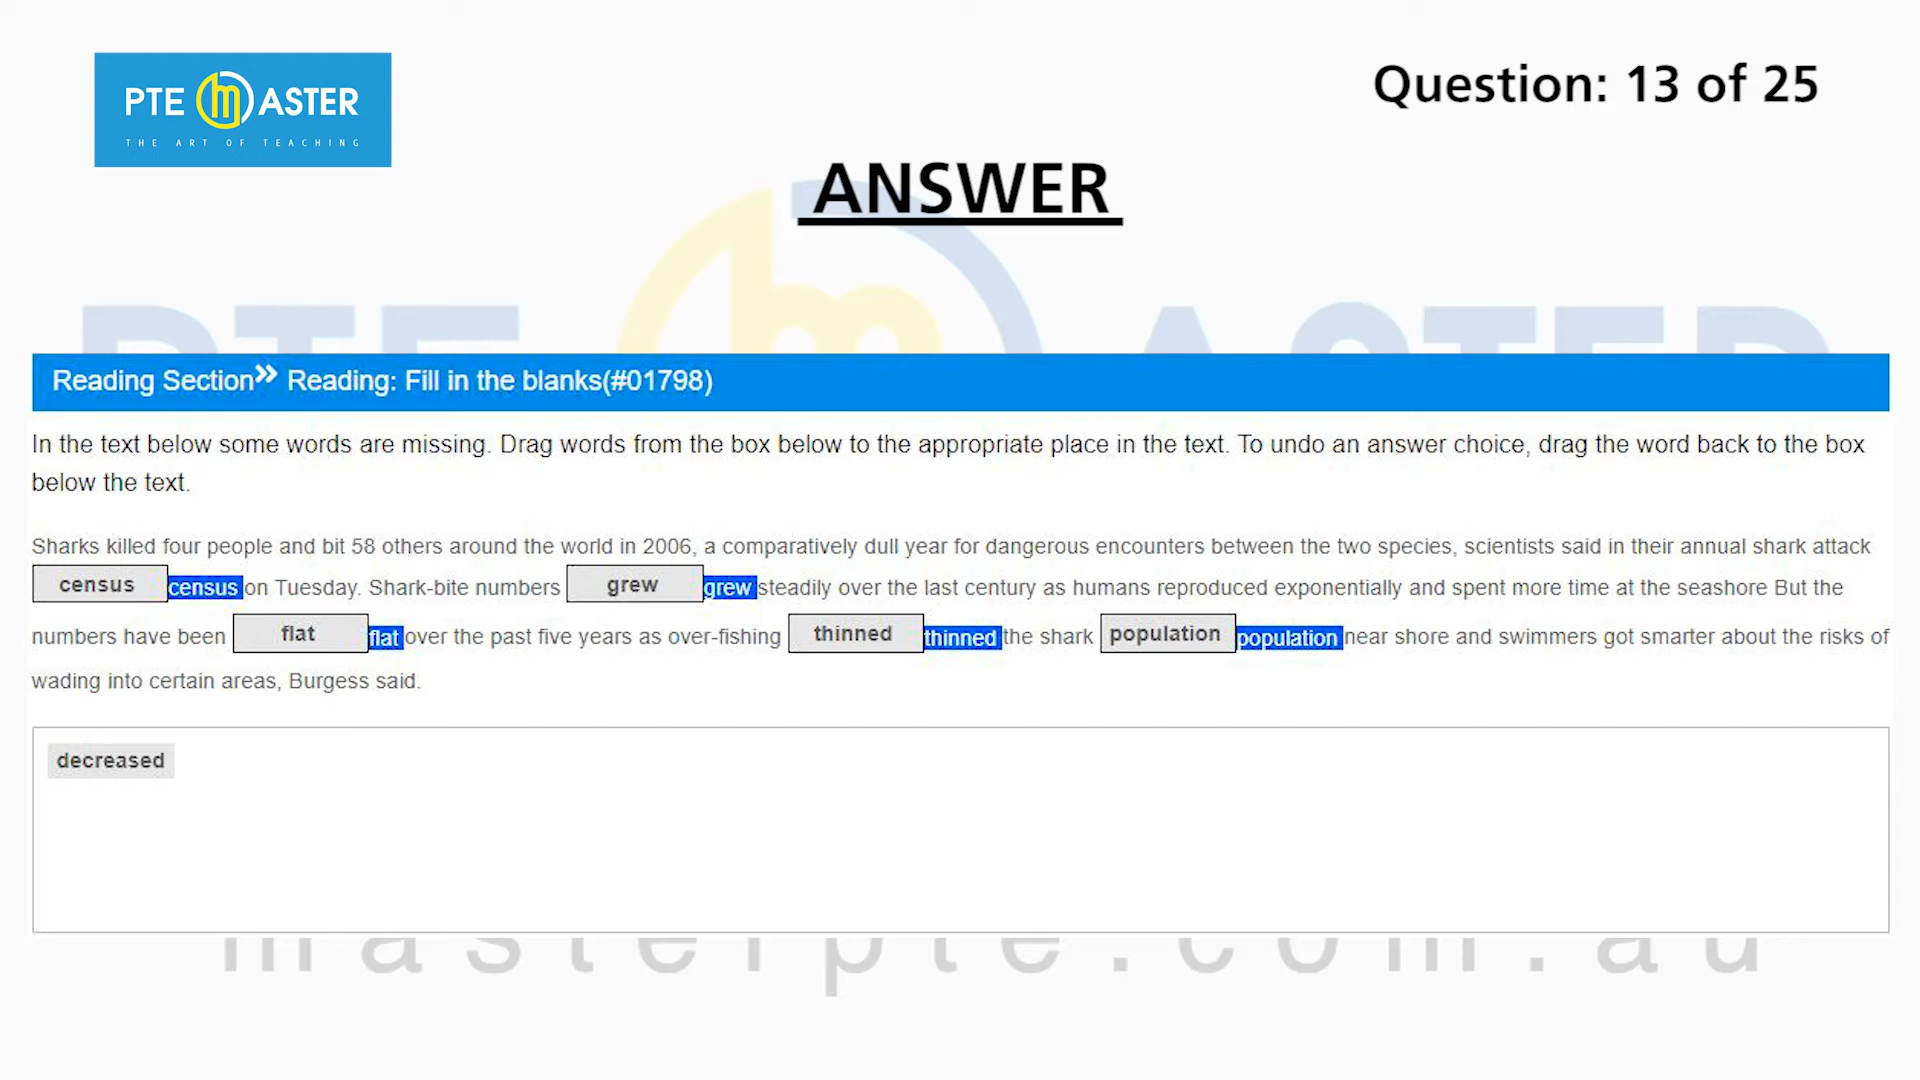 PTE MASTER
THE ART OF TEACHING
Question: 13 of 25
ANSWER
PTE MASTER
Reading Section» Reading: Fill in the blanks(#01798)
In the text below some words are missing. Drag words from the box below to the appropriate place in the text. To undo an answer choice, drag the word back to the box
below the text.
Sharks killed four people and bit 58 others around the world in 2006, a comparatively dull year for dangerous encounters between the two species, scientists said in their annual shark attack
census census on Tuesday. Shark-bite numbers grew grew steadily over the last century as humans reproduced exponentially and spent more time at the seashore But the
numbers have been flat flat over the past five years as over-fishing thinned thinned the shark population population near shore and swimmers got smarter about the risks of
wading into certain areas, Burgess said.
decreased
masterpte.com.au